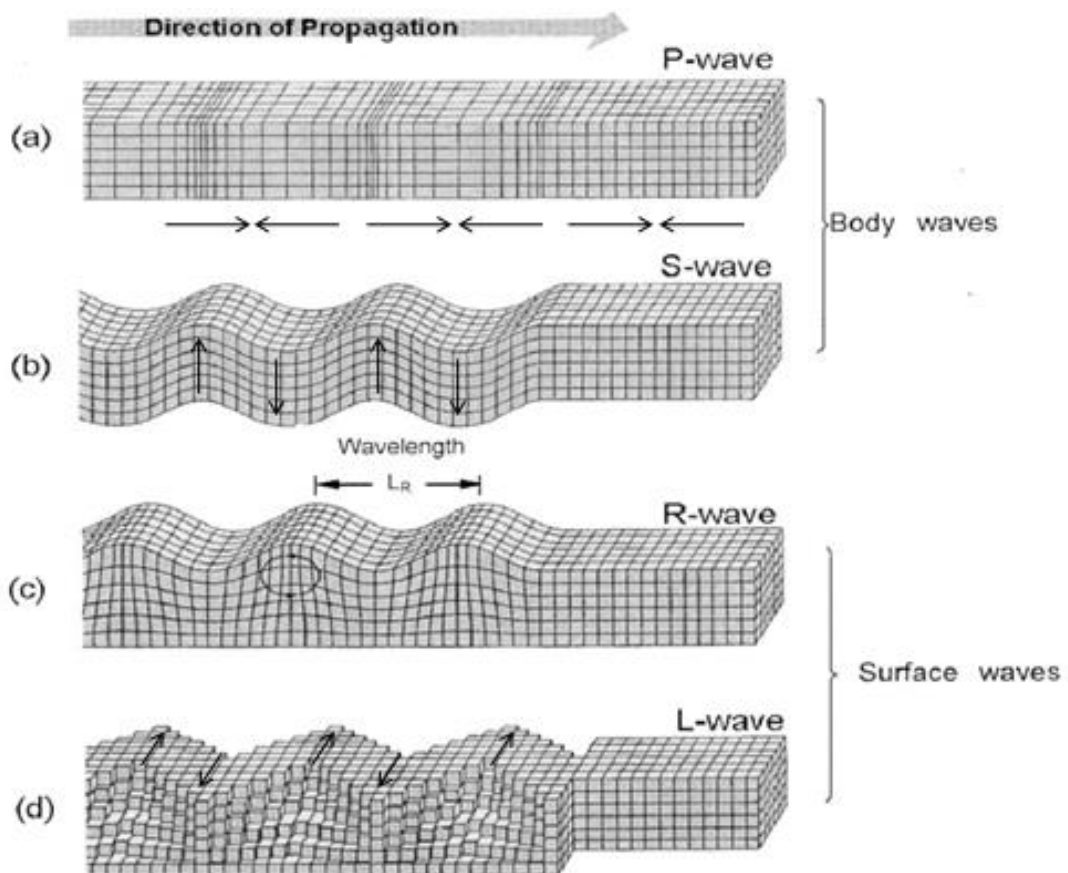 Direction of Propagation
P-wave
(a)
Body waves
S-wave
(b)
Wavelength
L_R
R-wave
(c)
Surface waves
L-wave
(d)